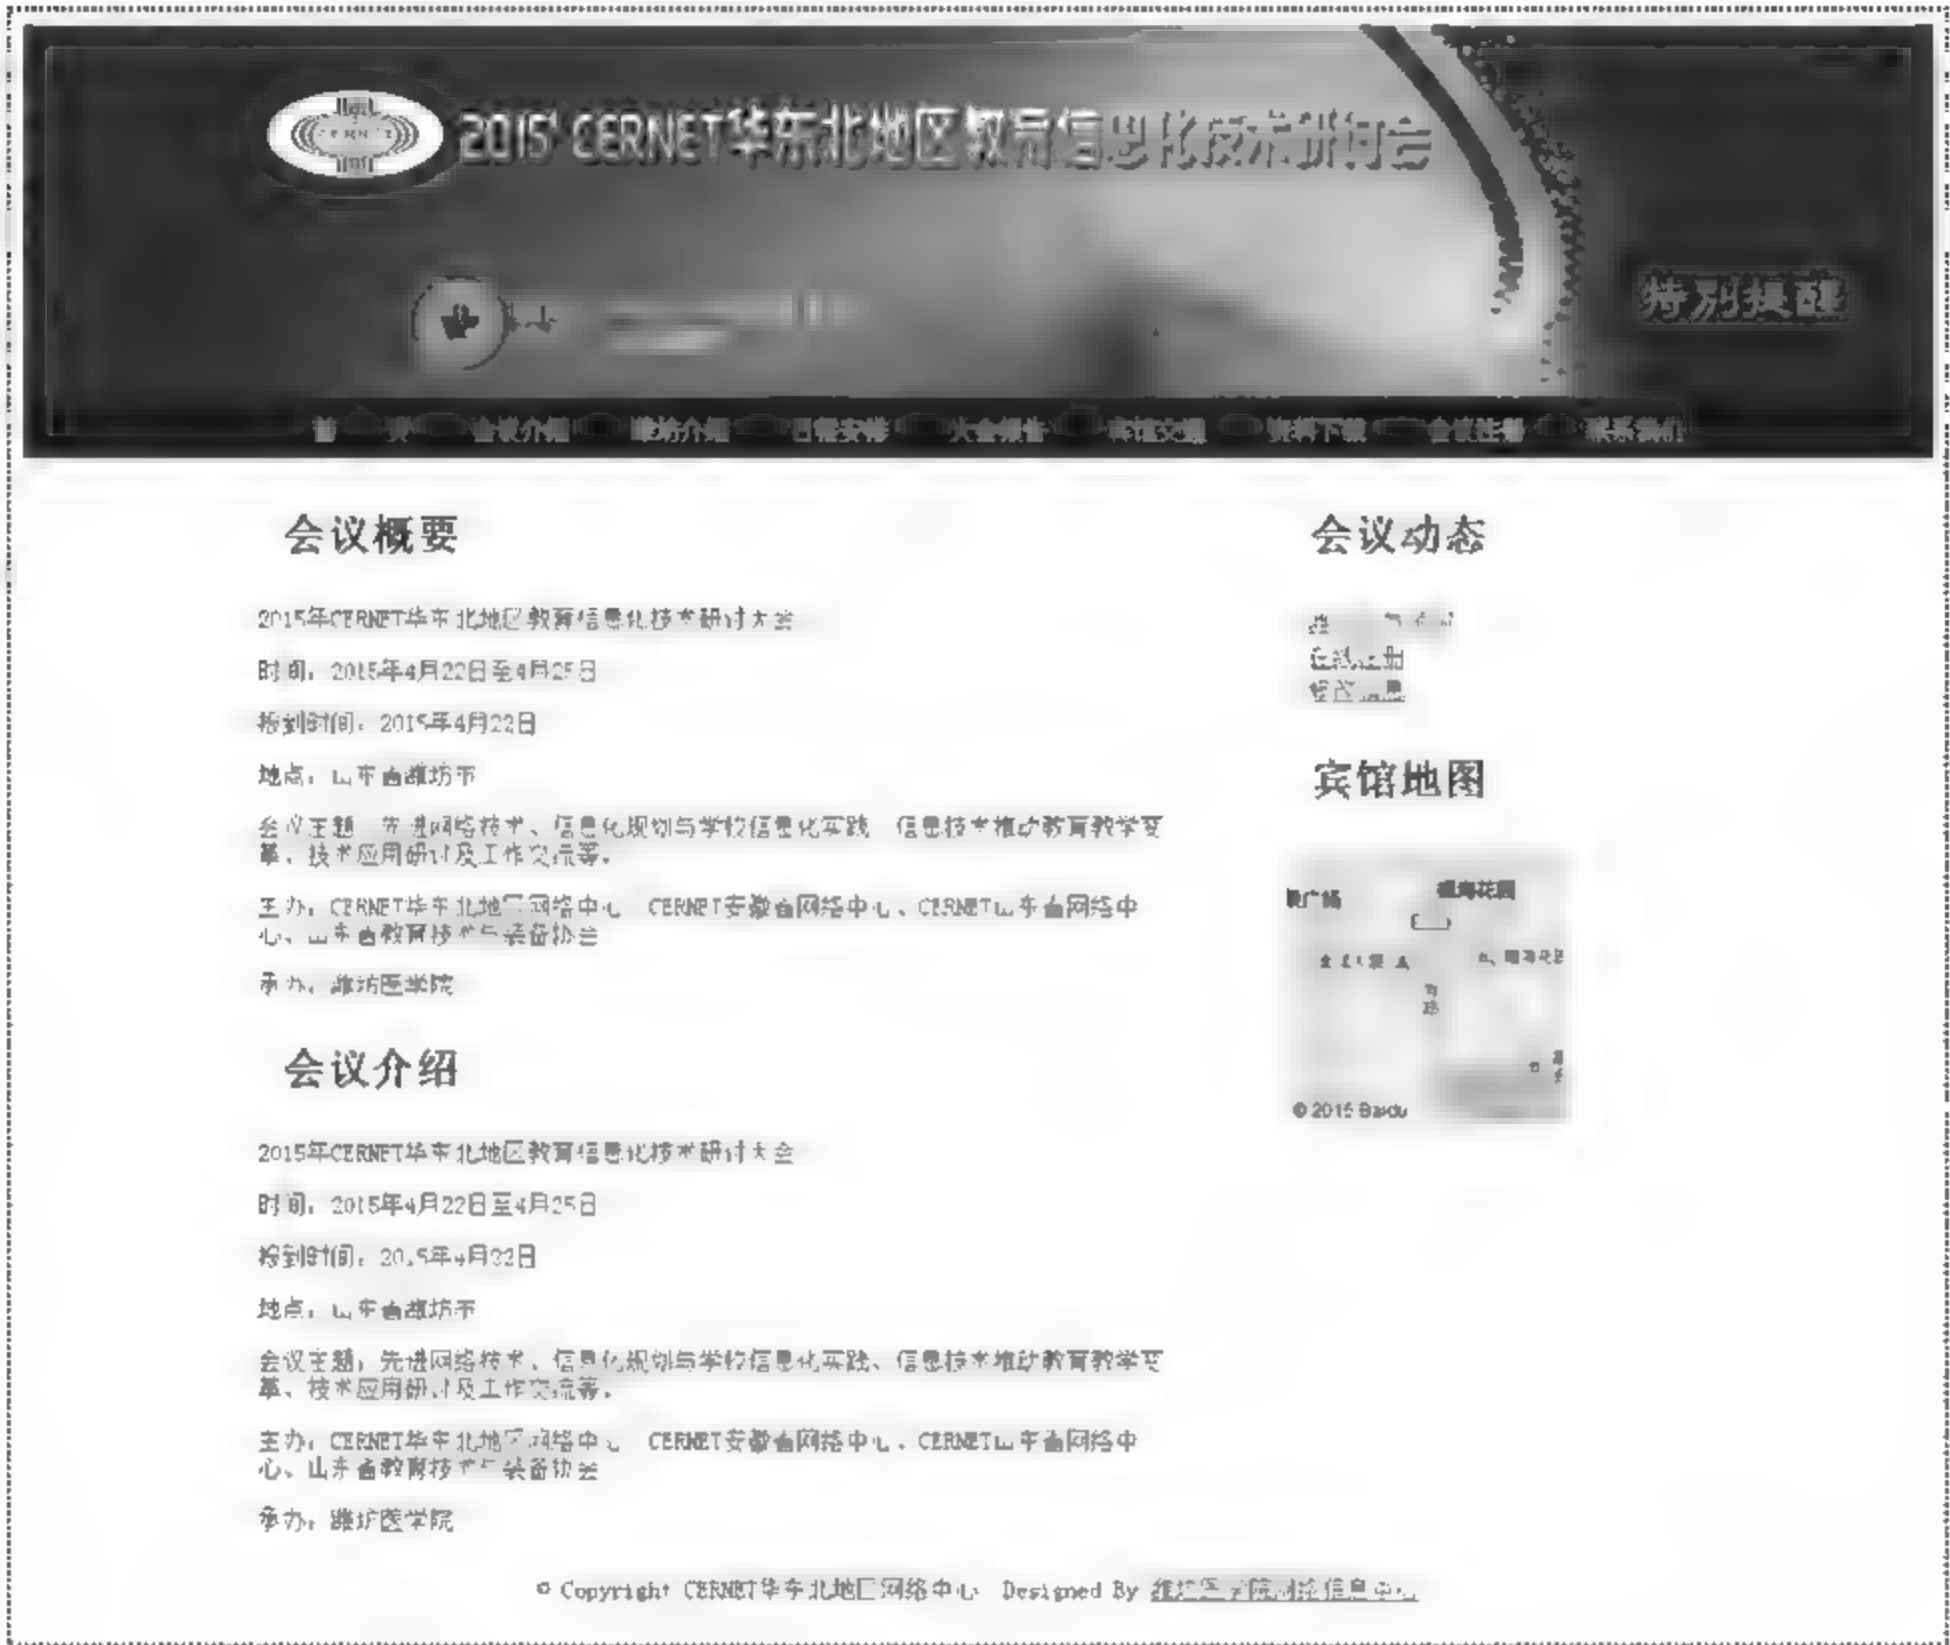 CERNET
2015' CERNET华东北地区教育信息化技术研讨会
特别提醒
首 页 会议介绍 潍坊介绍 日程安排 大会报告 宾馆交通 资料下载 会议注册 联系我们
会议概要
2015年CERNET华东北地区教育信息化技术研讨大会
时间：2015年4月22日至4月25日
报到时间：2015年4月22日
地点：山东省潍坊市
会议主题：先进网络技术、信息化规划与学校信息化实践、信息技术推动教育教学变
革、技术应用研讨及工作交流等。
主办：CERNET华东北地区网络中心、CERNET安徽省网络中心、CERNET山东省网络中
心、山东省教育技术与装备协会
承办：潍坊医学院
会议介绍
2015年CERNET华东北地区教育信息化技术研讨大会
时间：2015年4月22日至4月25日
报到时间：2015年4月22日
地点：山东省潍坊市
会议主题：先进网络技术、信息化规划与学校信息化实践、信息技术推动教育教学变
革、技术应用研讨及工作交流等。
主办：CERNET华东北地区网络中心、CERNET安徽省网络中心、CERNET山东省网络中
心、山东省教育技术与装备协会
承办：潍坊医学院
会议动态
在线注册
修改信息
宾馆地图
© 2015 Baidu
© Copyright CERNET华东北地区网络中心 Designed By 潍坊医学院网络信息中心